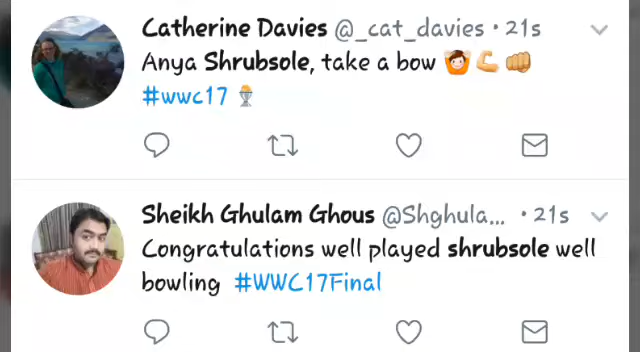 Catherine Davies @_cat_davies · 21s
Anya Shrubsole, take a bow 🙆💪👊
#wwc17 🏆
Sheikh Ghulam Ghous @Shghula... · 21s
Congratulations well played shrubsole well
bowling #WWC17Final